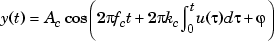 y(t) = A_c cos(2πf_c t + 2πk_c ∫_0^t u(τ)dτ + φ)